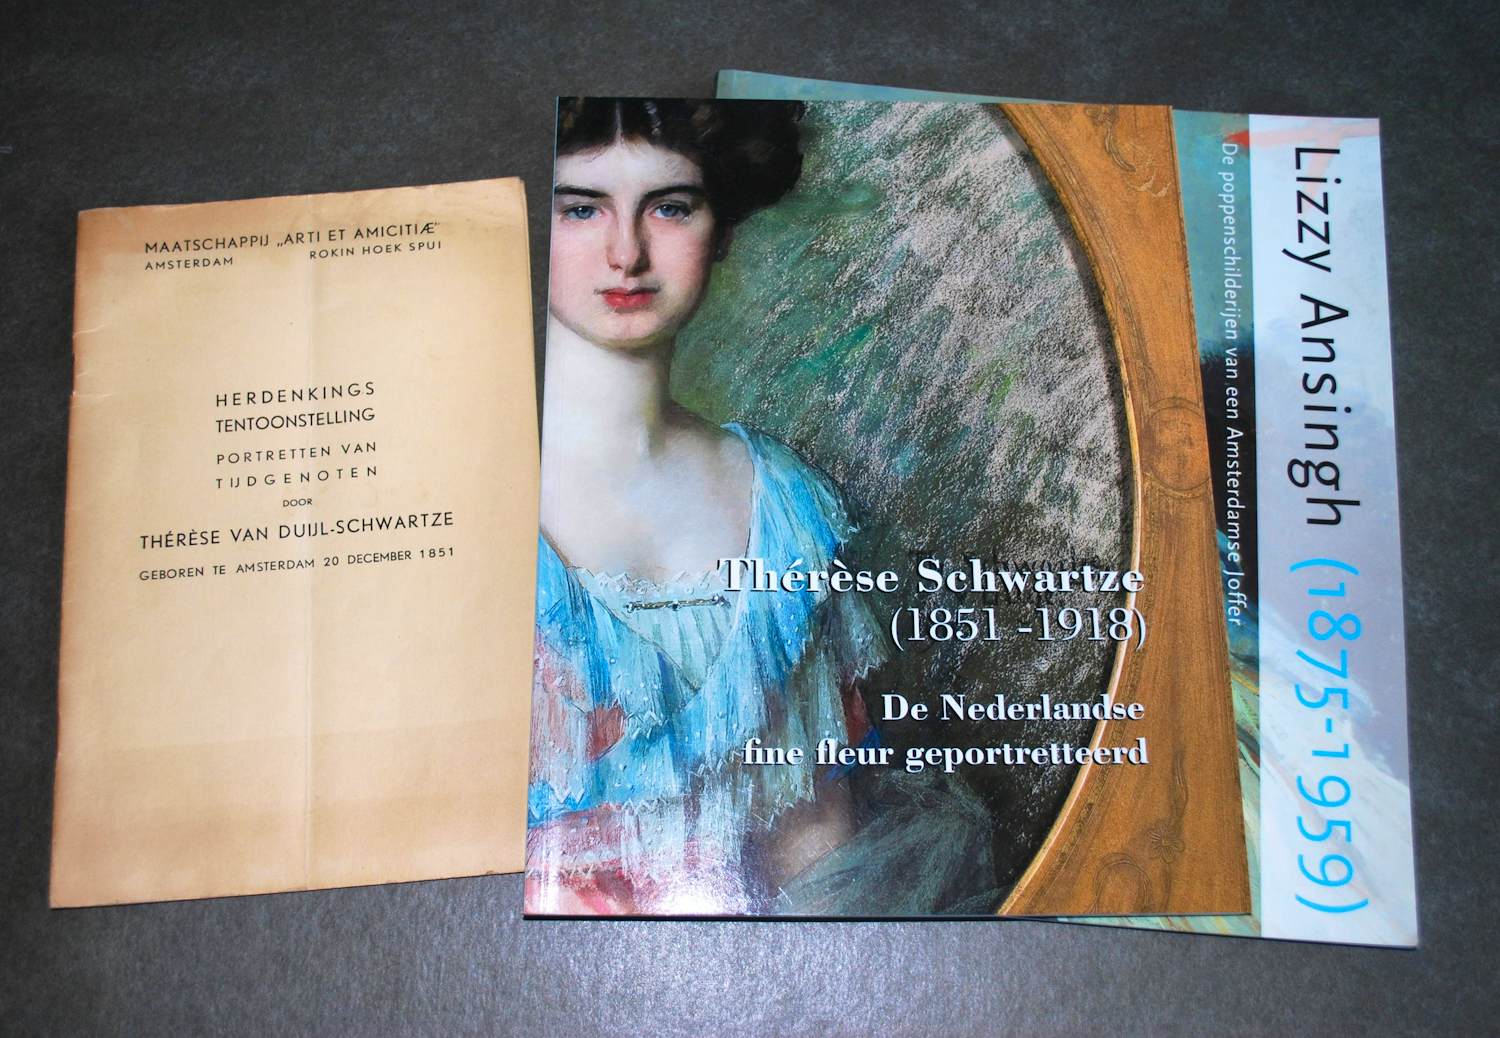 MAATSCHAPPIJ „ARTI ET AMICITIÆ”
AMSTERDAM ROKIN HOEK SPUI
HERDENKINGS
TENTOONSTELLING
PORTRETTEN VAN
TIJDGENOTEN
DOOR
THÉRÈSE VAN DUIJL-SCHWARTZE
GEBOREN TE AMSTERDAM 20 DECEMBER 1851
Thérèse Schwartze
(1851 -1918)
De Nederlandse
fine fleur geportretteerd
Lizzy Ansingh (1875-1959)
De poppenschilderijen van een Amsterdamse Joffer